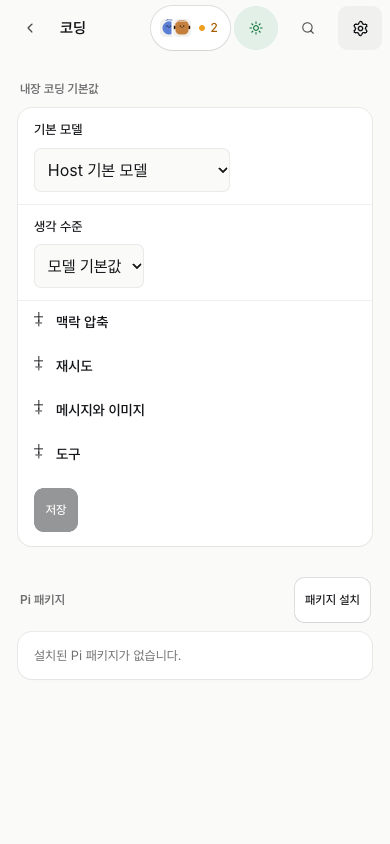 코딩
2
내장 코딩 기본값
기본 모델
Host 기본 모델
생각 수준
모델 기본값
맥락 압축
재시도
메시지와 이미지
도구
저장
Pi 패키지
패키지 설치
설치된 Pi 패키지가 없습니다.